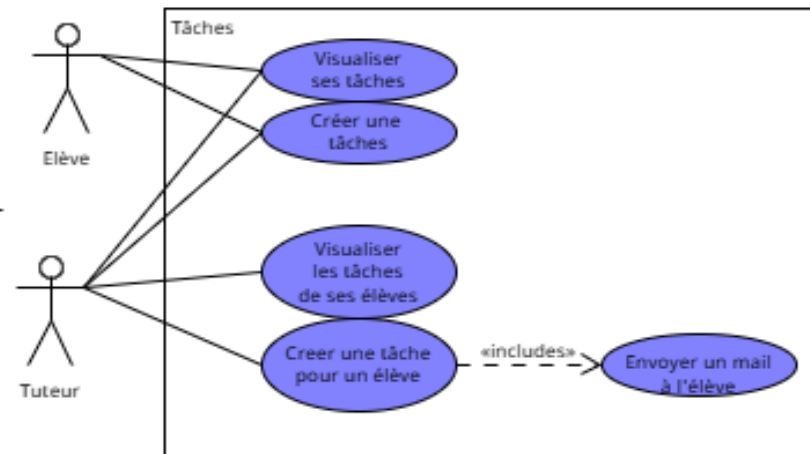 Tâches
Visualiser
ses tâches
Créer une
tâches
Elève
Visualiser
les tâches
de ses élèves
Creer une tâche
pour un élève
«includes»
Envoyer un mail
à l'élève
Tuteur